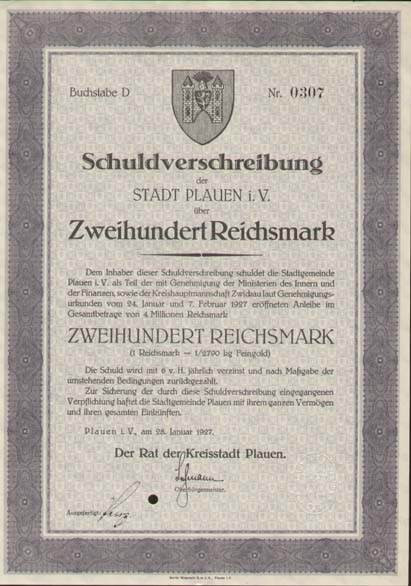 Buchstabe D
Nr. 0307
Schuldverschreibung
der
STADT PLAUEN i. V.
über
Zweihundert Reichsmark
Dem Inhaber dieser Schuldverschreibung schuldet die Stadtgemeinde
Plauen i. V. als Teil der mit Genehmigung der Ministerien des Innern und
der Finanzen, sowie der Kreishauptmannschaft Zwickau laut Genehmigungs-
urkunden vom 24. Januar und 7. Februar 1927 eröffneten Anleihe im
Gesamtbetrage von 4 Millionen Reichsmark
ZWEIHUNDERT REICHSMARK
(1 Reichsmark = 1/2790 kg Feingold)
Die Schuld wird mit 6 v. H. jährlich verzinst und nach Maßgabe der
umstehenden Bedingungen zurückgezahlt.
Zur Sicherung der durch diese Schuldverschreibung eingegangenen
Verpflichtung haftet die Stadtgemeinde Plauen mit ihrem ganzen Vermögen
und ihren gesamten Einkünften.
Plauen i. V., am 28. Januar 1927.
Der Rat der Kreisstadt Plauen.
Oberbürgermeister.
Ausgefertigt: